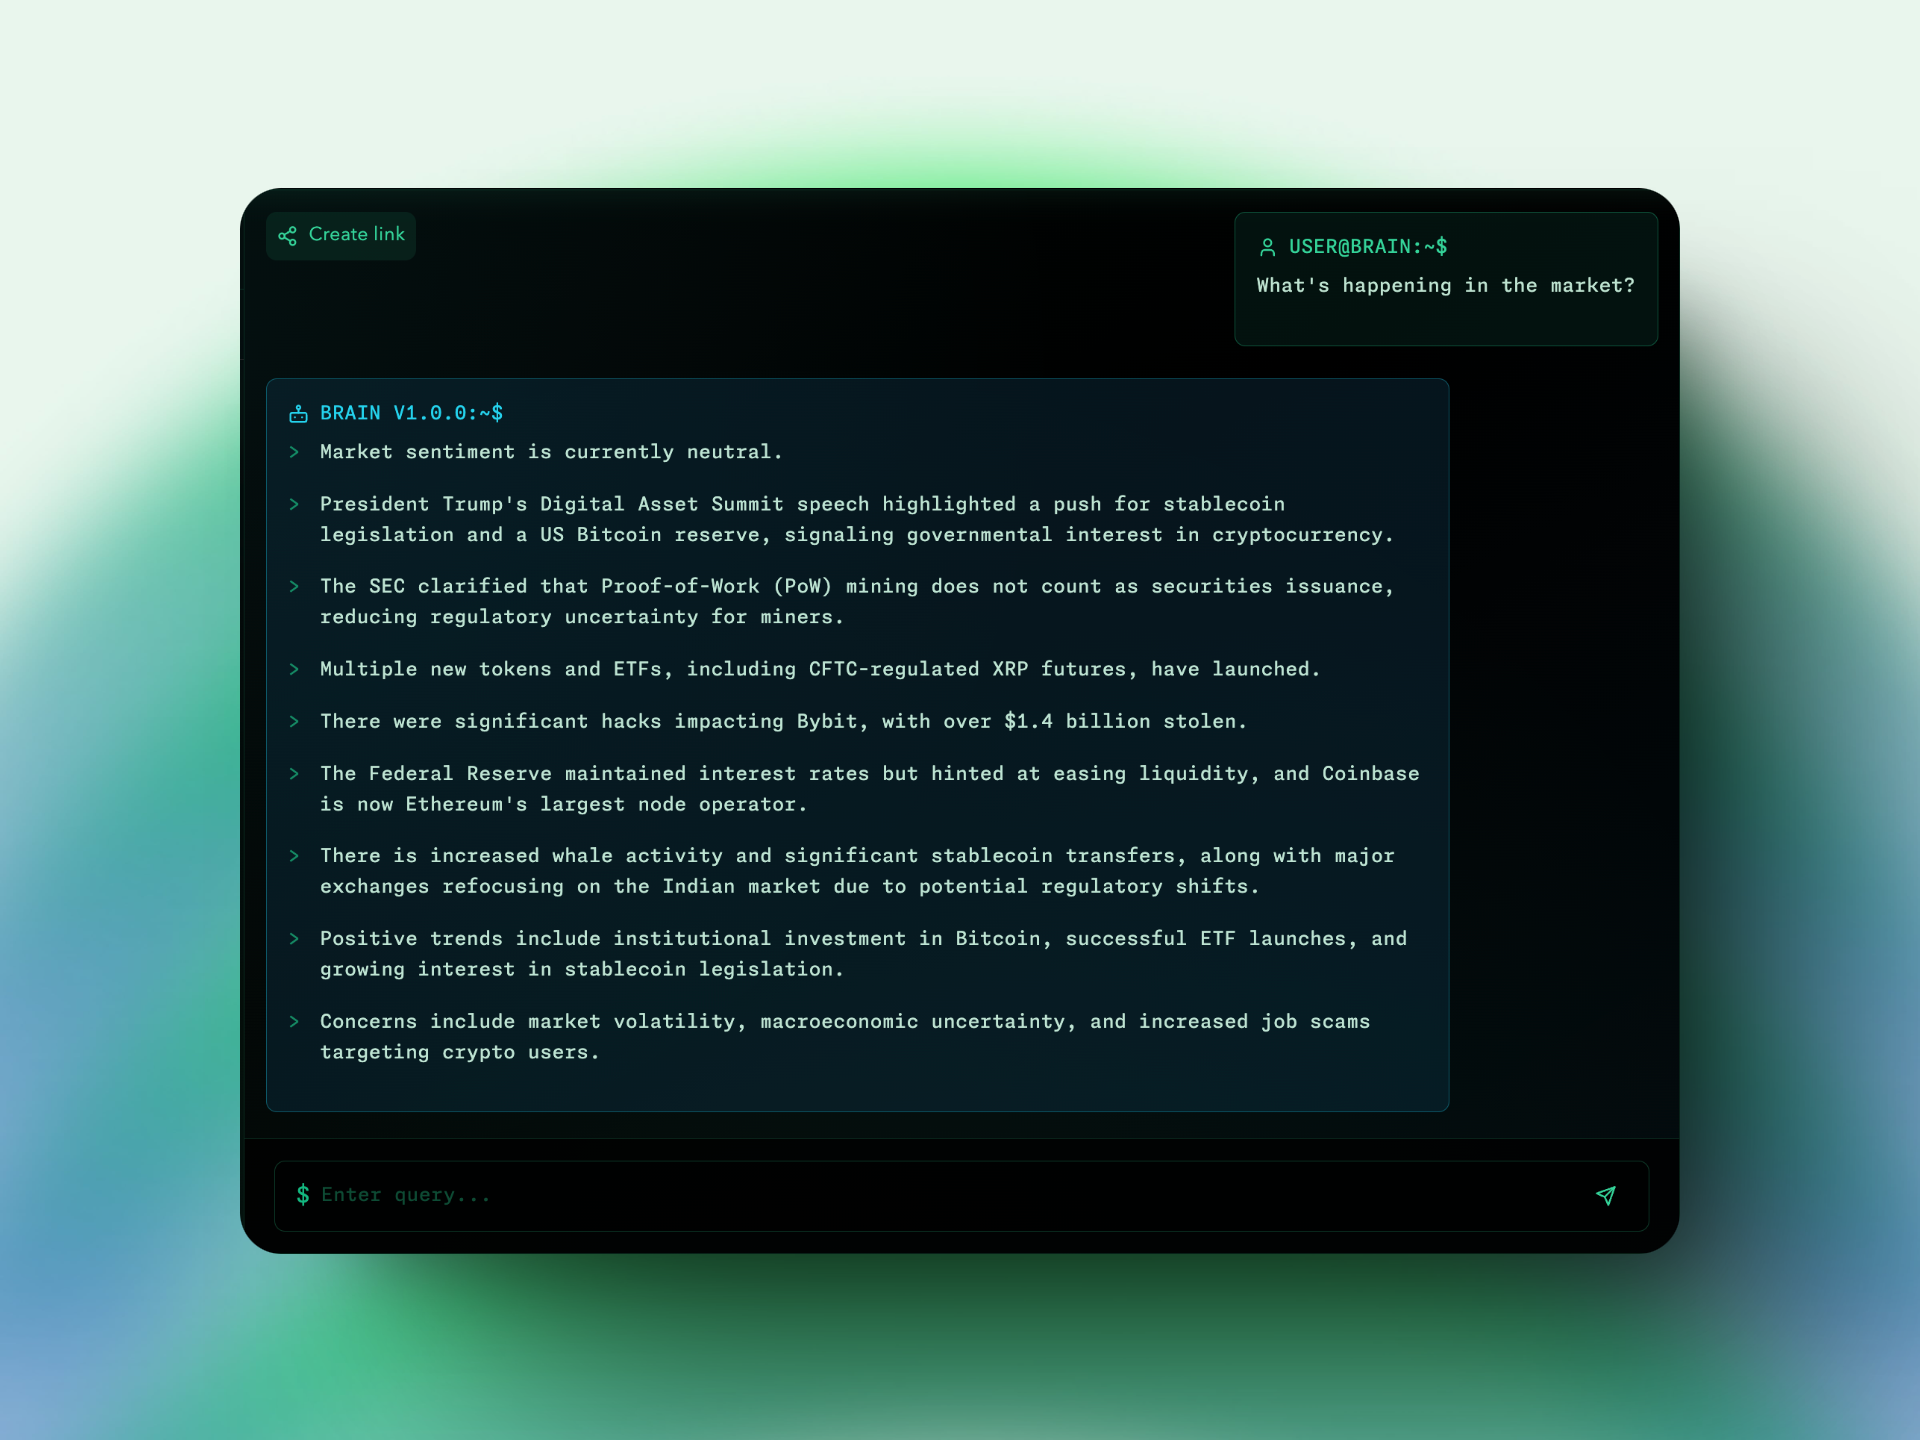 Create link
USER@BRAIN:~$
What's happening in the market?
BRAIN V1.0.0:~$
> Market sentiment is currently neutral.
> President Trump's Digital Asset Summit speech highlighted a push for stablecoin
legislation and a US Bitcoin reserve, signaling governmental interest in cryptocurrency.
> The SEC clarified that Proof-of-Work (PoW) mining does not count as securities issuance,
reducing regulatory uncertainty for miners.
> Multiple new tokens and ETFs, including CFTC-regulated XRP futures, have launched.
> There were significant hacks impacting Bybit, with over $1.4 billion stolen.
> The Federal Reserve maintained interest rates but hinted at easing liquidity, and Coinbase
is now Ethereum's largest node operator.
> There is increased whale activity and significant stablecoin transfers, along with major
exchanges refocusing on the Indian market due to potential regulatory shifts.
> Positive trends include institutional investment in Bitcoin, successful ETF launches, and
growing interest in stablecoin legislation.
> Concerns include market volatility, macroeconomic uncertainty, and increased job scams
targeting crypto users.
$ Enter query...